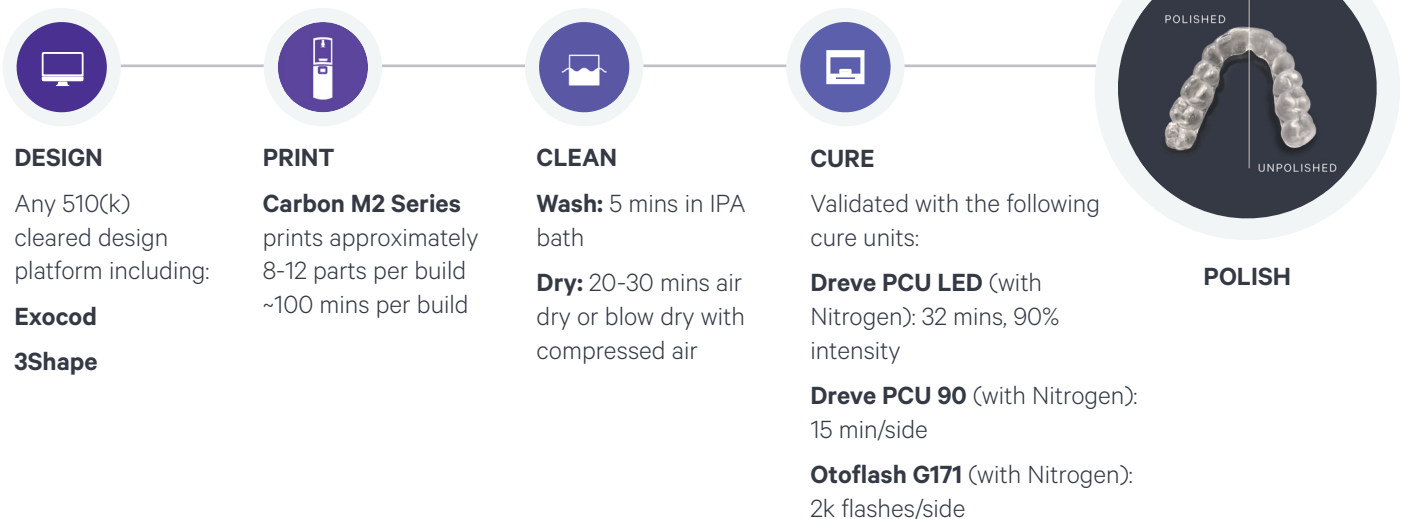 DESIGN
Any 510(k)
cleared design
platform including:
Exocod
3Shape
PRINT
Carbon M2 Series
prints approximately
8-12 parts per build
~100 mins per build
CLEAN
Wash: 5 mins in IPA
bath
Dry: 20-30 mins air
dry or blow dry with
compressed air
CURE
Validated with the following
cure units:
Dreve PCU LED (with
Nitrogen): 32 mins, 90%
intensity
Dreve PCU 90 (with Nitrogen):
15 min/side
Otoflash G171 (with Nitrogen):
2k flashes/side
POLISHED
UNPOLISHED
POLISH